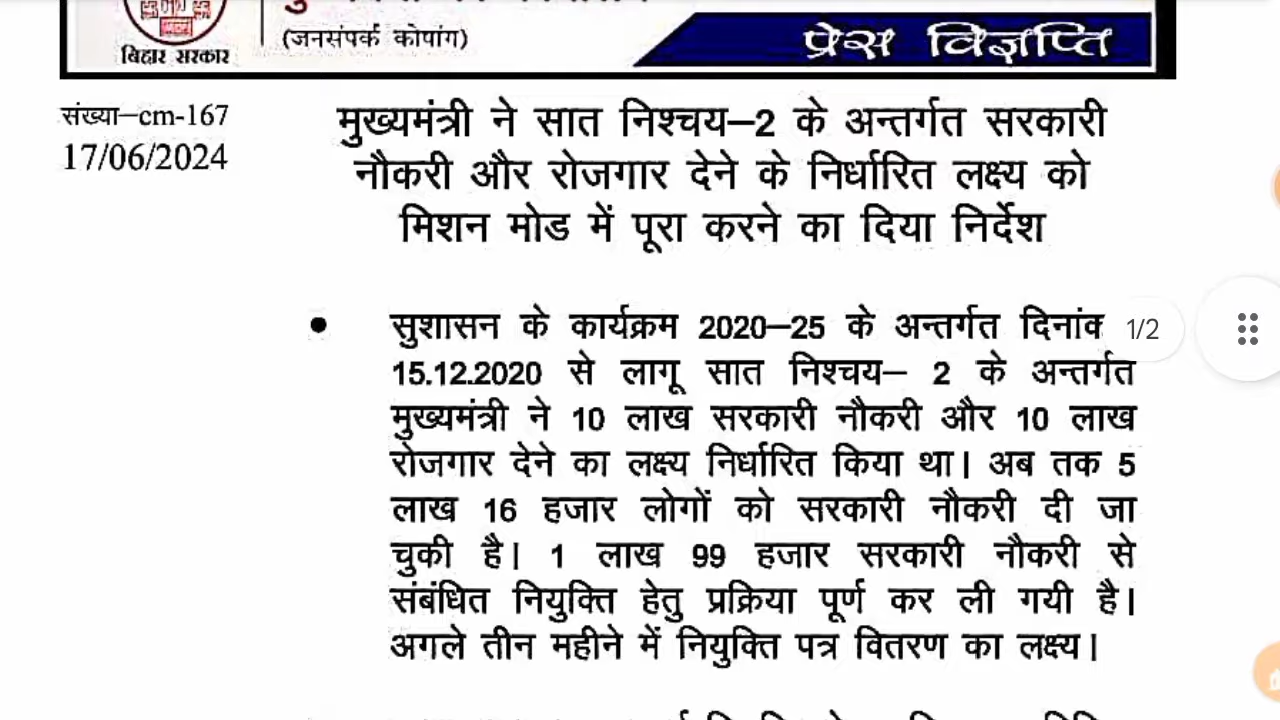 बिहार सरकार
(जनसंपर्क कोपांग)
प्रेस विज्ञप्ति
संख्या–cm-167
17/06/2024
मुख्यमंत्री ने सात निश्चय–2 के अन्तर्गत सरकारी
नौकरी और रोजगार देने के निर्धारित लक्ष्य को
मिशन मोड में पूरा करने का दिया निर्देश
• सुशासन के कार्यक्रम 2020–25 के अन्तर्गत दिनांक
1/2
15.12.2020 से लागू सात निश्चय– 2 के अन्तर्गत
मुख्यमंत्री ने 10 लाख सरकारी नौकरी और 10 लाख
रोजगार देने का लक्ष्य निर्धारित किया था। अब तक 5
लाख 16 हजार लोगों को सरकारी नौकरी दी जा
चुकी है। 1 लाख 99 हजार सरकारी नौकरी से
संबंधित नियुक्ति हेतु प्रक्रिया पूर्ण कर ली गयी है।
अगले तीन महीने में नियुक्ति पत्र वितरण का लक्ष्य।